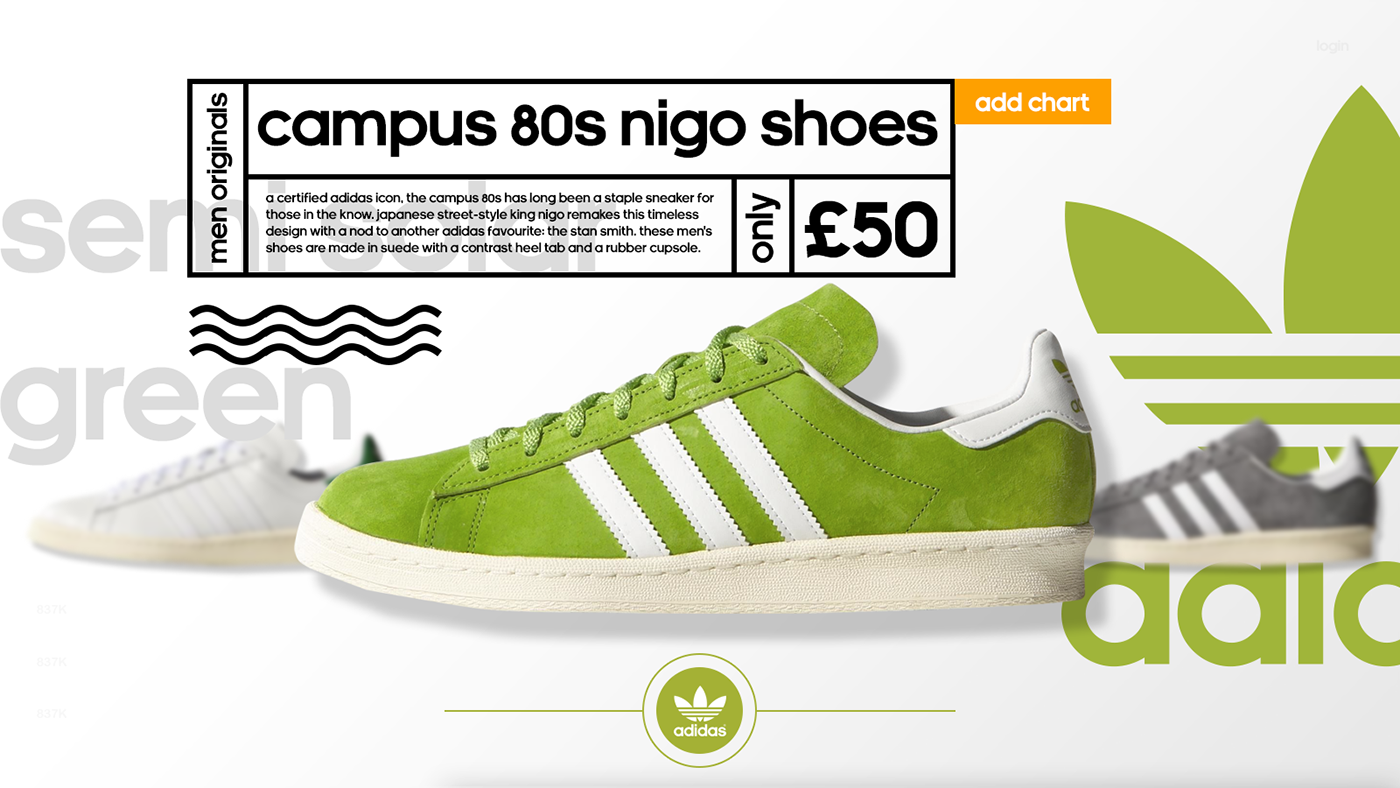 login
add chart
men originals
campus 80s nigo shoes
a certified adidas icon, the campus 80s has long been a staple sneaker for
those in the know. japanese street-style king nigo remakes this timeless
design with a nod to another adidas favourite: the stan smith. these men's
shoes are made in suede with a contrast heel tab and a rubber cupsole.
only
£50
semi solar
green
837K
837K
837K
adidas